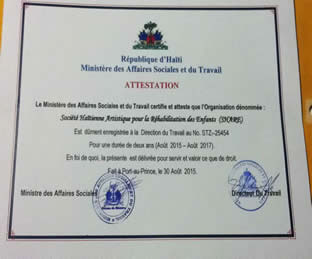 République d'Haïti
Ministère des Affaires Sociales et du Travail
ATTESTATION
Le Ministère des Affaires Sociales et du Travail certifie et atteste que l'Organisation dénommée :
Société Haïtienne Artistique pour la Réhabilitation des Enfants (SHARE)
Est dûment enregistrée à la Direction du Travail au No. STZ-25454
Pour une durée de deux ans (Août 2015 – Août 2017).
En foi de quoi, la présente est délivrée pour servir et valoir ce que de droit.
Fait à Port-au-Prince, le 30 Août 2015.
Ministre des Affaires Sociales
Directeur Du Travail